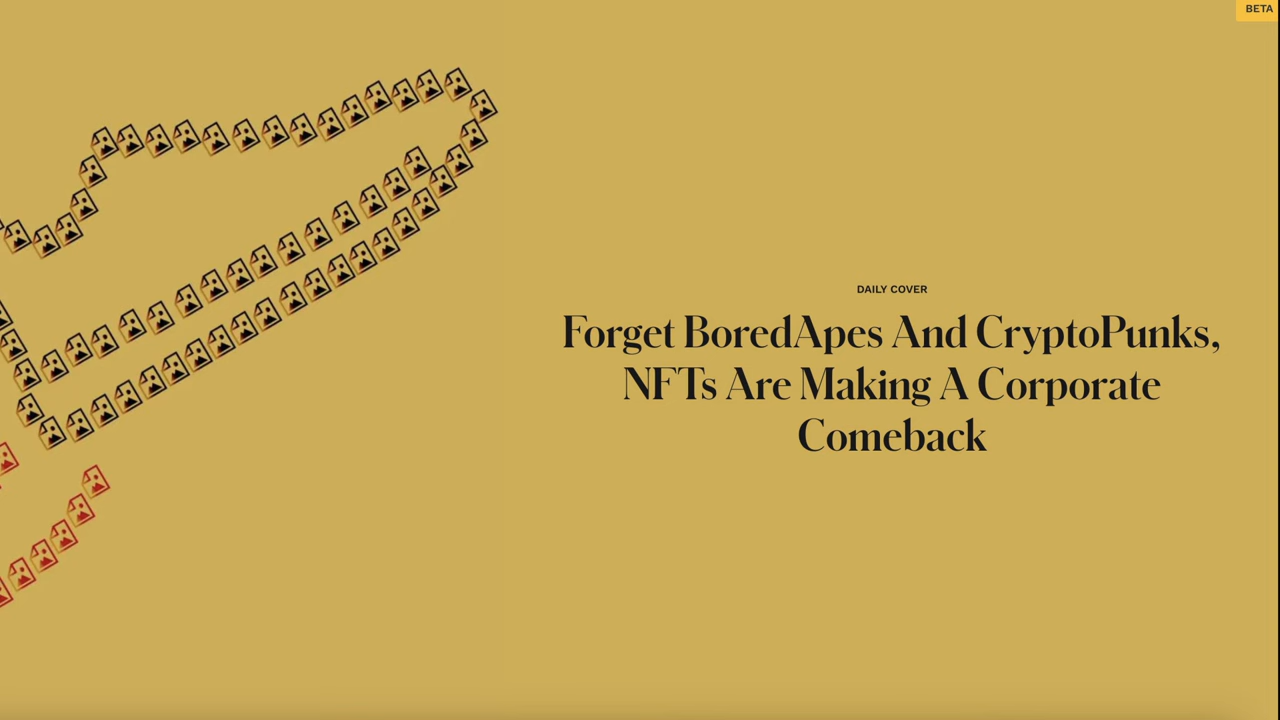 BETA
DAILY COVER
Forget BoredApes And CryptoPunks,
NFTs Are Making A Corporate
Comeback